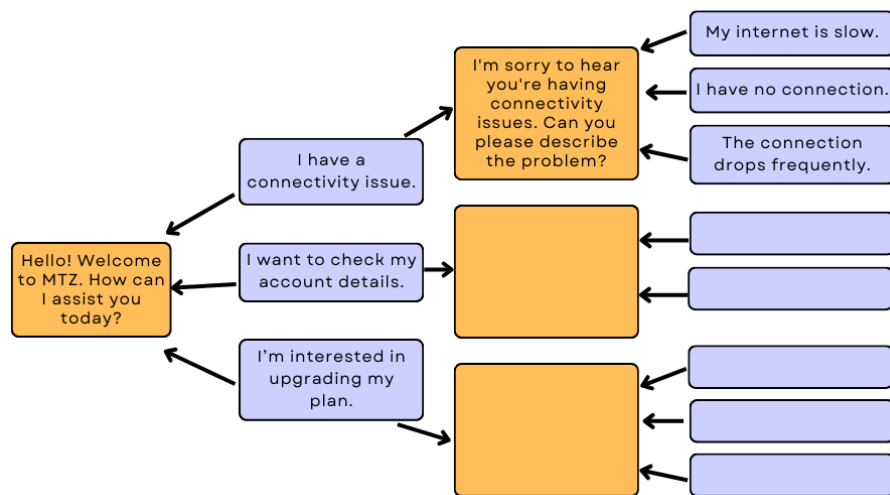 My internet is slow.
I'm sorry to hear
you're having
connectivity
issues. Can you
please describe
the problem?
I have no connection.
The connection
drops frequently.
I have a
connectivity issue.
Hello! Welcome
to MTZ. How can
I assist you
today?
I want to check my
account details.
I’m interested in
upgrading my
plan.